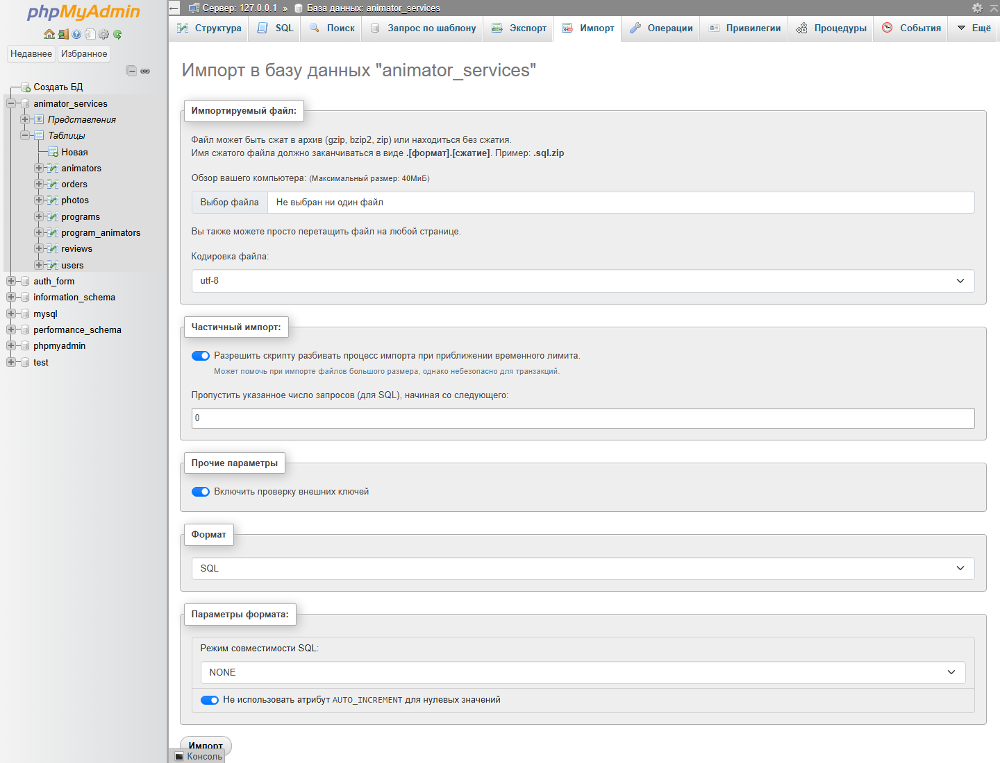 phpMyAdmin
Недавнее
Избранное
Создать БД
animator_services
Представления
Таблицы
Новая
animators
orders
photos
programs
program_animators
reviews
users
auth_form
information_schema
mysql
performance_schema
phpmyadmin
test
Сервер: 127.0.0.1 » База данных: animator_services
Структура SQL Поиск Запрос по шаблону Экспорт Импорт Операции Привилегии Процедуры События Ещё
Импорт в базу данных "animator_services"
Импортируемый файл:
Файл может быть сжат в архив (gzip, bzip2, zip) или находиться без сжатия.
Имя сжатого файла должно заканчиваться в виде .[формат].[сжатие]. Пример: .sql.zip
Обзор вашего компьютера: (Максимальный размер: 40МиБ)
Выбор файла Не выбран ни один файл
Вы также можете просто перетащить файл на любой странице.
Кодировка файла:
utf-8
Частичный импорт:
Разрешить скрипту разбивать процесс импорта при приближении временного лимита.
Может помочь при импорте файлов большого размера, однако небезопасно для транзакций.
Пропустить указанное число запросов (для SQL), начиная со следующего:
0
Прочие параметры
Включить проверку внешних ключей
Формат
SQL
Параметры формата:
Режим совместимости SQL:
NONE
Не использовать атрибут AUTO_INCREMENT для нулевых значений
Импорт
Консоль